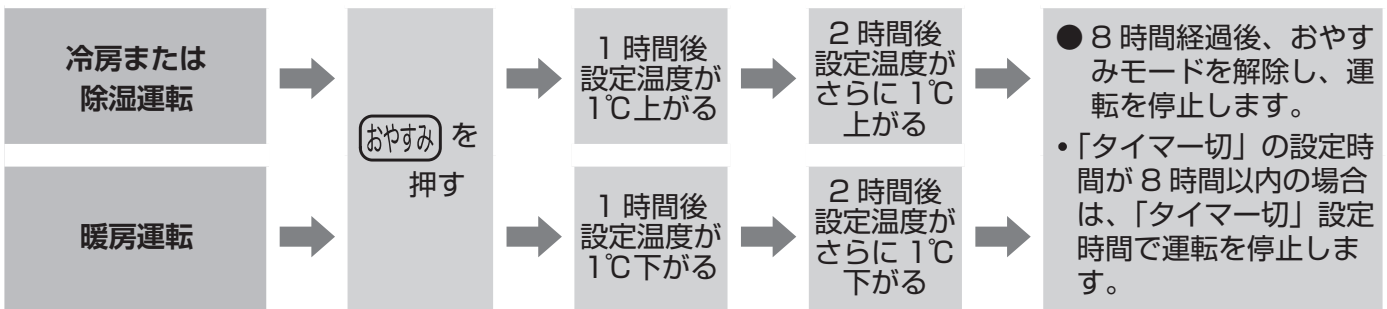 冷房または
除湿運転
おやすみ を
押す
1 時間後
設定温度が
1℃上がる
2 時間後
設定温度が
さらに 1℃
上がる
暖房運転
1 時間後
設定温度が
1℃下がる
2 時間後
設定温度が
さらに 1℃
下がる
● 8 時間経過後、おやす
みモードを解除し、運
転を停止します。
•「タイマー切」の設定時
間が 8 時間以内の場合
は、「タイマー切」設定
時間で運転を停止しま
す。